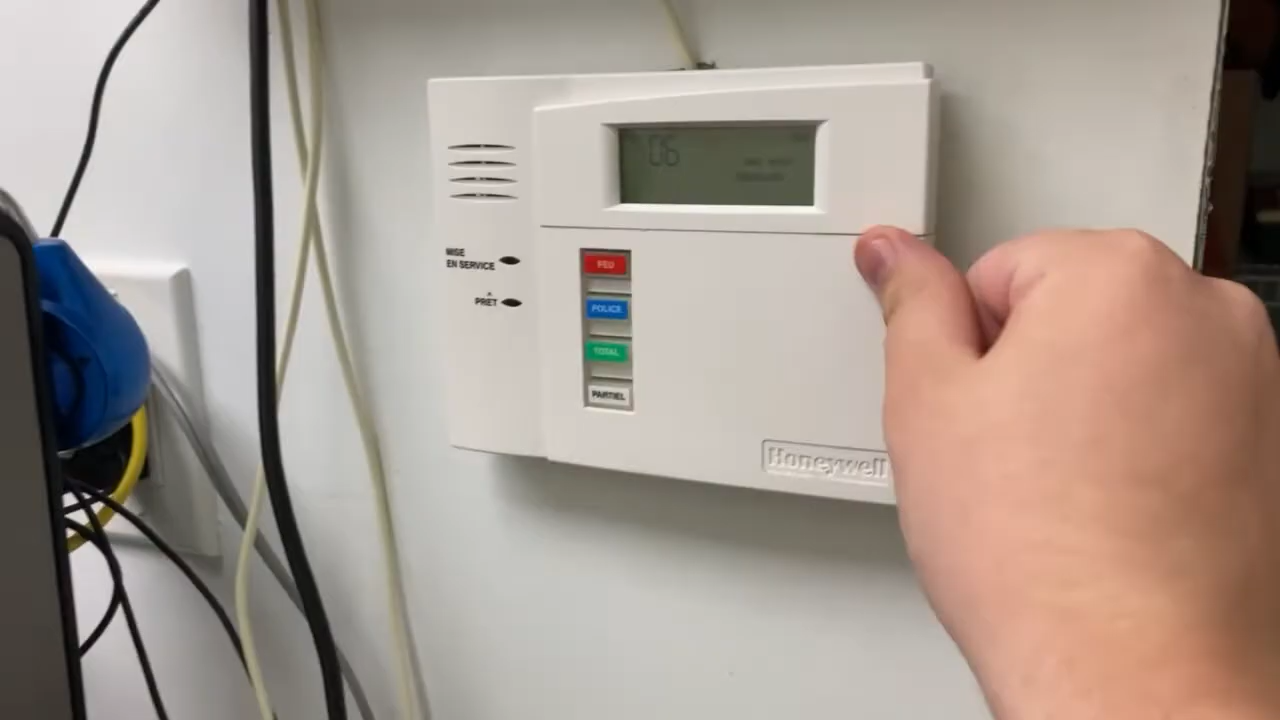 06
MISE
EN SERVICE
PRET
FEU
POLICE
TOTAL
PARTIEL
Honeywell